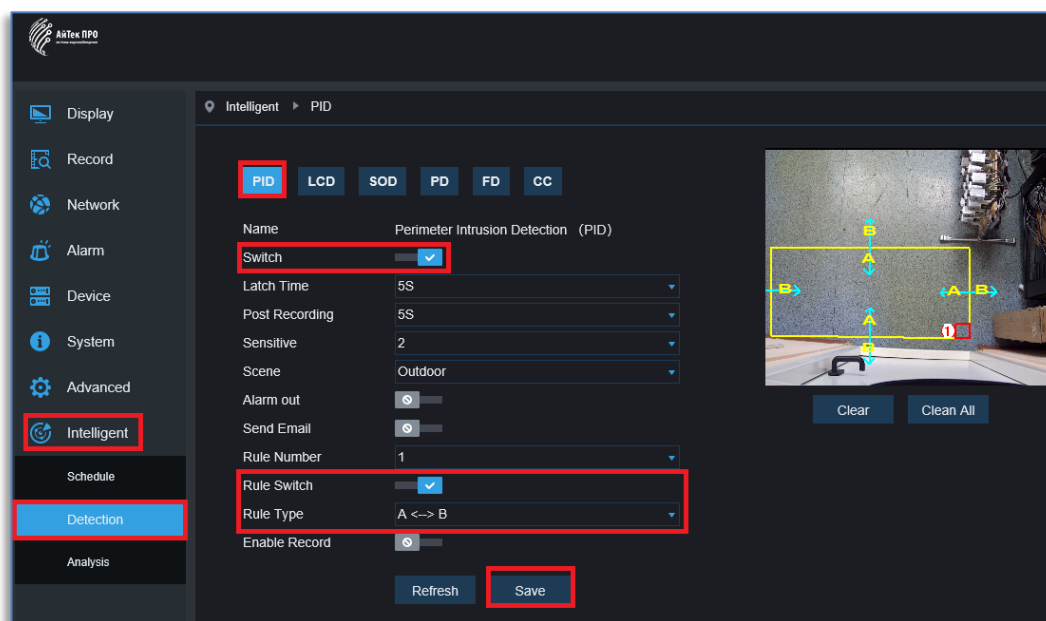 АйТек ПРО
Intelligent PID
Display
Record
Network
Alarm
Device
System
Advanced
Intelligent
Schedule
Detection
Analysis
PID LCD SOD PD FD CC
Name Perimeter Intrusion Detection (PID)
Switch
Latch Time 5S
Post Recording 5S
Sensitive 2
Scene Outdoor
Alarm out
Send Email
Rule Number 1
Rule Switch
Rule Type A <--> B
Enable Record
Refresh Save
B
A
B A B
A
1
B
Clear Clean All